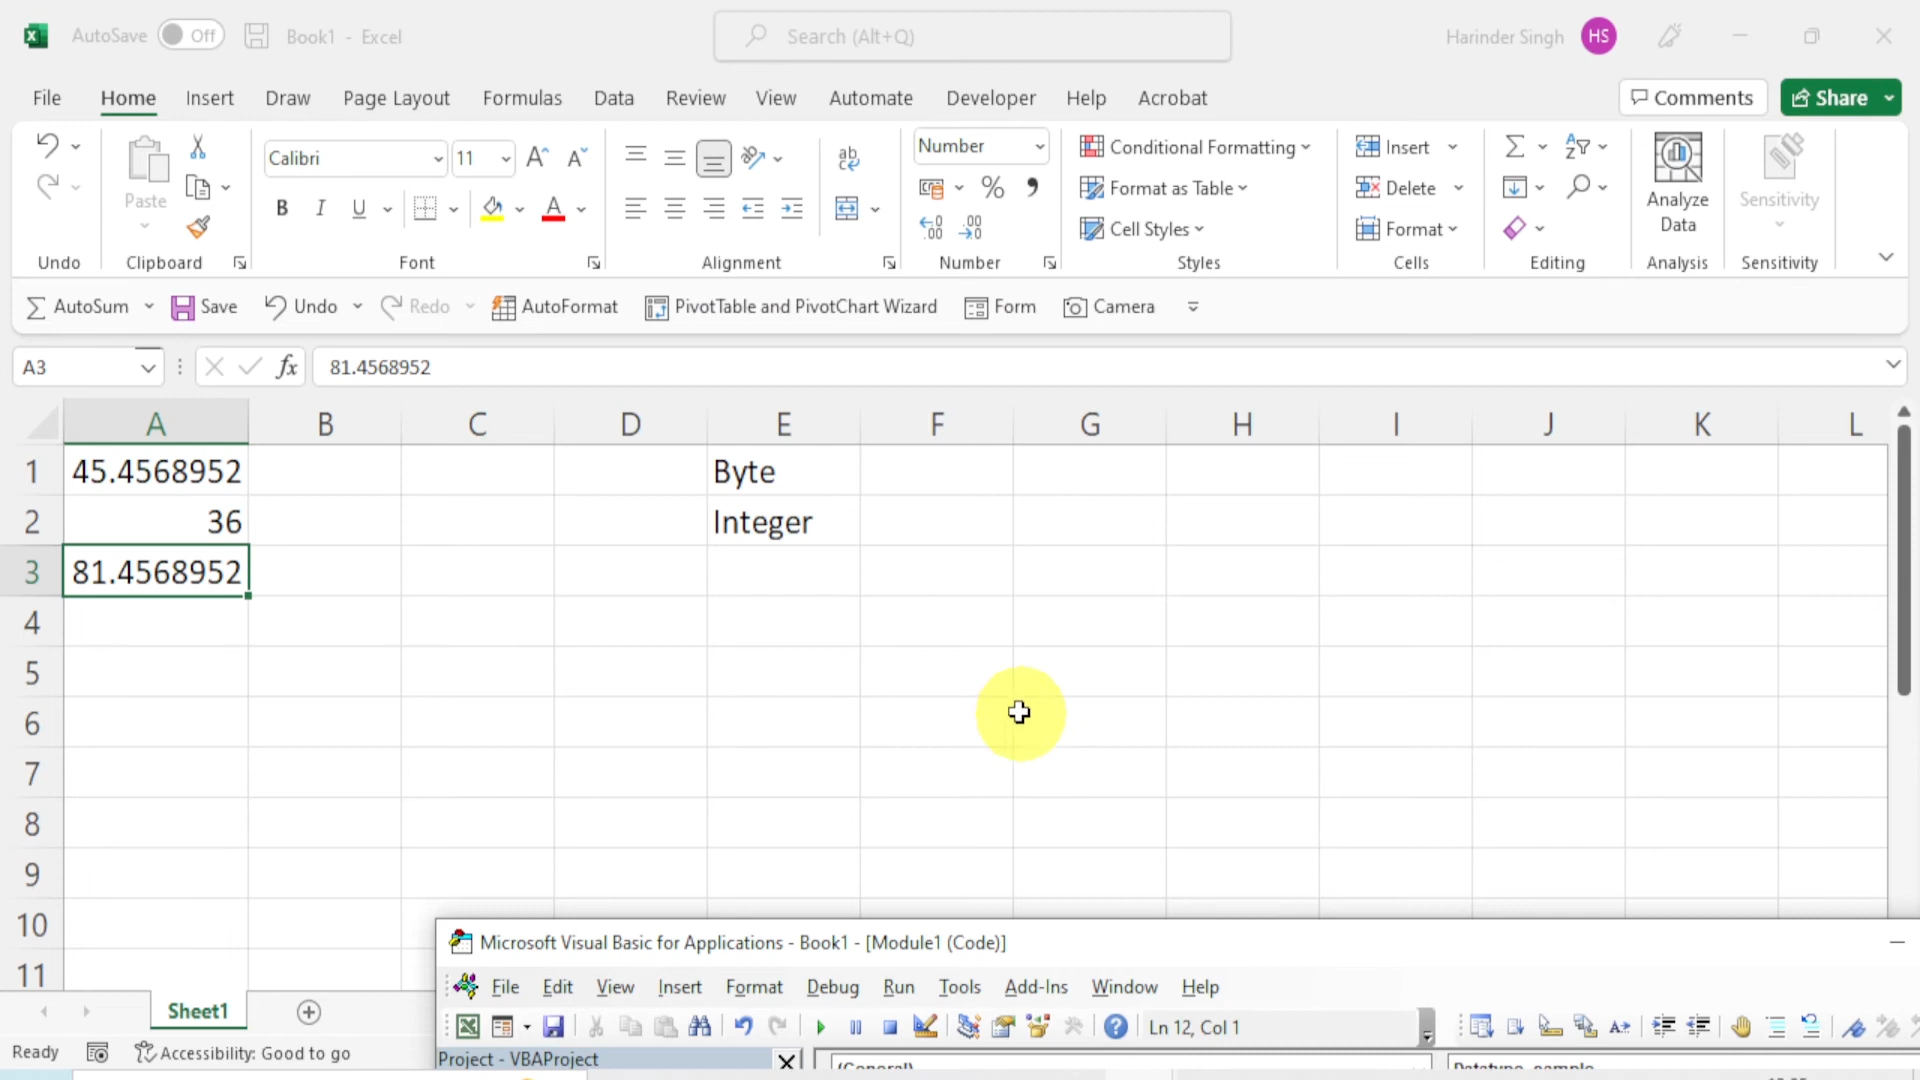 AutoSave Off Book1 - Excel Search (Alt+Q) Harinder Singh HS
File Home Insert Draw Page Layout Formulas Data Review View Automate Developer Help Acrobat Comments Share
Calibri 11 Number Conditional Formatting Insert
Paste Format as Table Delete Analyze Data Sensitivity
B I U A Cell Styles Format
Undo Clipboard Font Alignment Number Styles Cells Editing Analysis Sensitivity
AutoSum Save Undo Redo AutoFormat PivotTable and PivotChart Wizard Form Camera
A3 fx 81.4568952
A B C D E F G H I J K L
1 45.4568952 Byte
2 36 Integer
3 81.4568952
4
5
6
7
8
9
10
11
Microsoft Visual Basic for Applications - Book1 - [Module1 (Code)]
File Edit View Insert Format Debug Run Tools Add-Ins Window Help
Sheet1
Ln 12, Col 1
Ready Accessibility: Good to go
Project - VBAProject